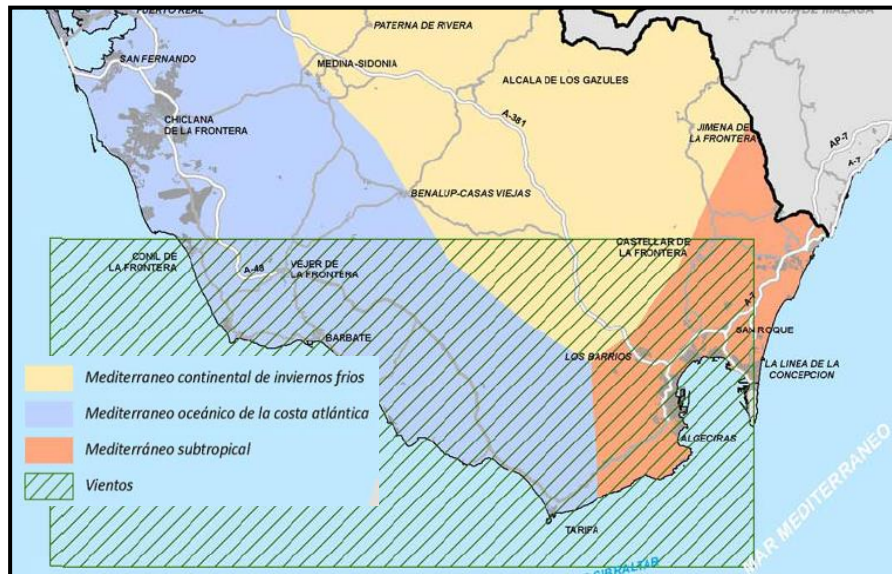 PUERTO REAL
PATERNA DE RIVERA
PROVINCIA DE MALAGA
SAN FERNANDO
MEDINA-SIDONIA
ALCALA DE LOS GAZULES
CHICLANA
DE LA FRONTERA
A-381
JIMENA DE
LA FRONTERA
AP-7
A-7
BENALUP-CASAS VIEJAS
CONIL DE
LA FRONTERA
A-48
VEJER DE
LA FRONTERA
CASTELLAR DE
LA FRONTERA
A-7
BARBATE
SAN ROQUE
LOS BARRIOS
LA LINEA DE LA
CONCEPCION
Mediterraneo continental de inviernos frios
Mediterraneo oceánico de la costa atlántica
Mediterráneo subtropical
Vientos
ALGECIRAS
TARIFA
MAR MEDITERRANEO
GIBRALTAR